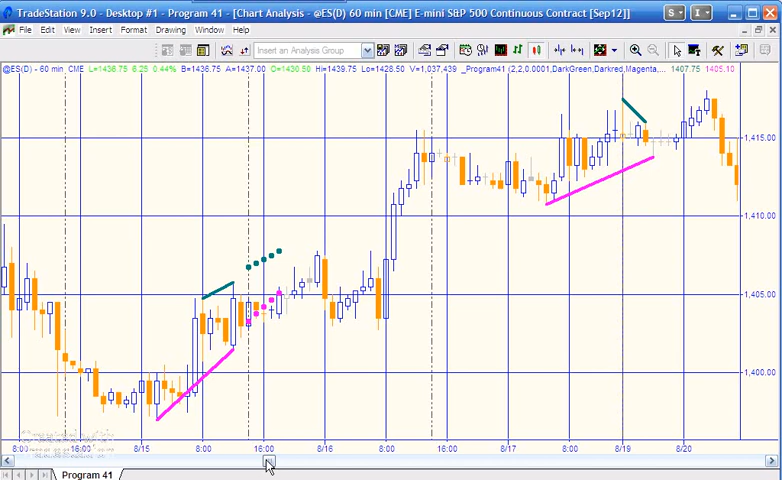 TradeStation 9.0 - Desktop #1 - Program 41 - [Chart Analysis - @ES(D) 60 min [CME] E-mini S&P 500 Continuous Contract [Sep12]]
S I
File Edit View Insert Format Drawing Window Help
Insert an Analysis Group
@ES(D) - 60 min CME L=1436.75 6.25 0.44% B=1436.75 A=1437.00 O=1430.50 Hi=1439.75 Lo=1428.50 V=1,037,439 _Program41 (2,2,0.0001,DarkGreen,Darkred,Magenta,... 1407.75 1405.10
1,415.00
1,410.00
1,405.00
1,400.00
Created with
8:00 16:00 8/15 8:00 16:00 8/16 8:00 16:00 8/17 8:00 8/19 8/20
Program 41